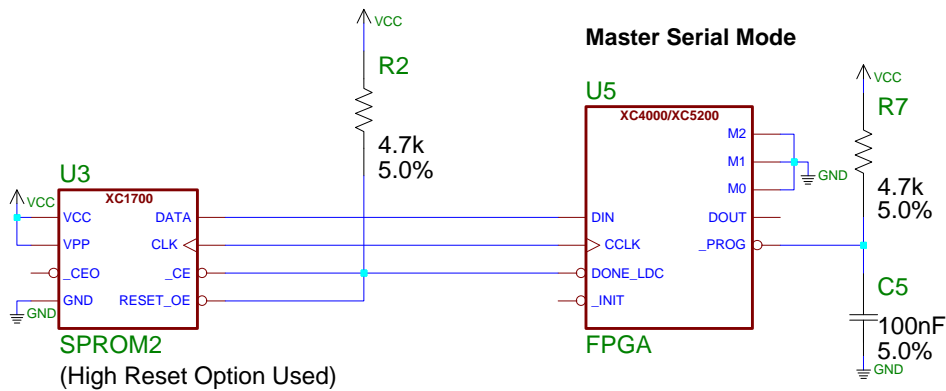 VCC
R2
4.7k
5.0%
Master Serial Mode
U5
XC4000/XC5200
M2
M1
M0
GND
DIN
DOUT
CCLK
_PROG
DONE_LDC
_INIT
FPGA
VCC
R7
4.7k
5.0%
C5
100nF
5.0%
GND
U3
XC1700
VCC
VCC
DATA
VPP
CLK
_CEO
_CE
GND
GND
RESET_OE
SPROM2
(High Reset Option Used)